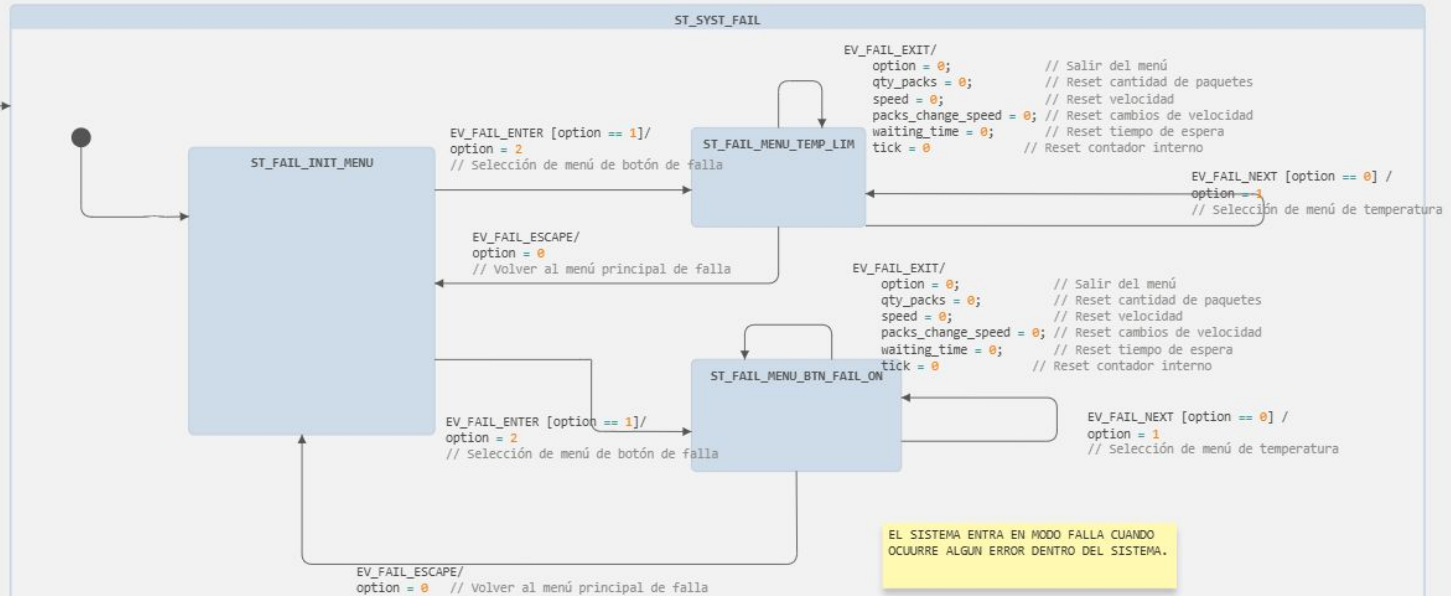 ST_SYST_FAIL
EV_FAIL_EXIT/
option = 0; // Salir del menú
qty_packs = 0; // Reset cantidad de paquetes
speed = 0; // Reset velocidad
packs_change_speed = 0; // Reset cambios de velocidad
waiting_time = 0; // Reset tiempo de espera
tick = 0 // Reset contador interno
EV_FAIL_ENTER [option == 1]/
option = 2
// Selección de menú de botón de falla
ST_FAIL_MENU_TEMP_LIM
ST_FAIL_INIT_MENU
EV_FAIL_NEXT [option == 0] /
option = 1
// Selección de menú de temperatura
EV_FAIL_ESCAPE/
option = 0
// Volver al menú principal de falla
EV_FAIL_EXIT/
option = 0; // Salir del menú
qty_packs = 0; // Reset cantidad de paquetes
speed = 0; // Reset velocidad
packs_change_speed = 0; // Reset cambios de velocidad
waiting_time = 0; // Reset tiempo de espera
tick = 0 // Reset contador interno
ST_FAIL_MENU_BTN_FAIL_ON
EV_FAIL_ENTER [option == 1]/
option = 2
// Selección de menú de botón de falla
EV_FAIL_NEXT [option == 0] /
option = 1
// Selección de menú de temperatura
EL SISTEMA ENTRA EN MODO FALLA CUANDO
OCUURRE ALGUN ERROR DENTRO DEL SISTEMA.
EV_FAIL_ESCAPE/
option = 0 // Volver al menú principal de falla